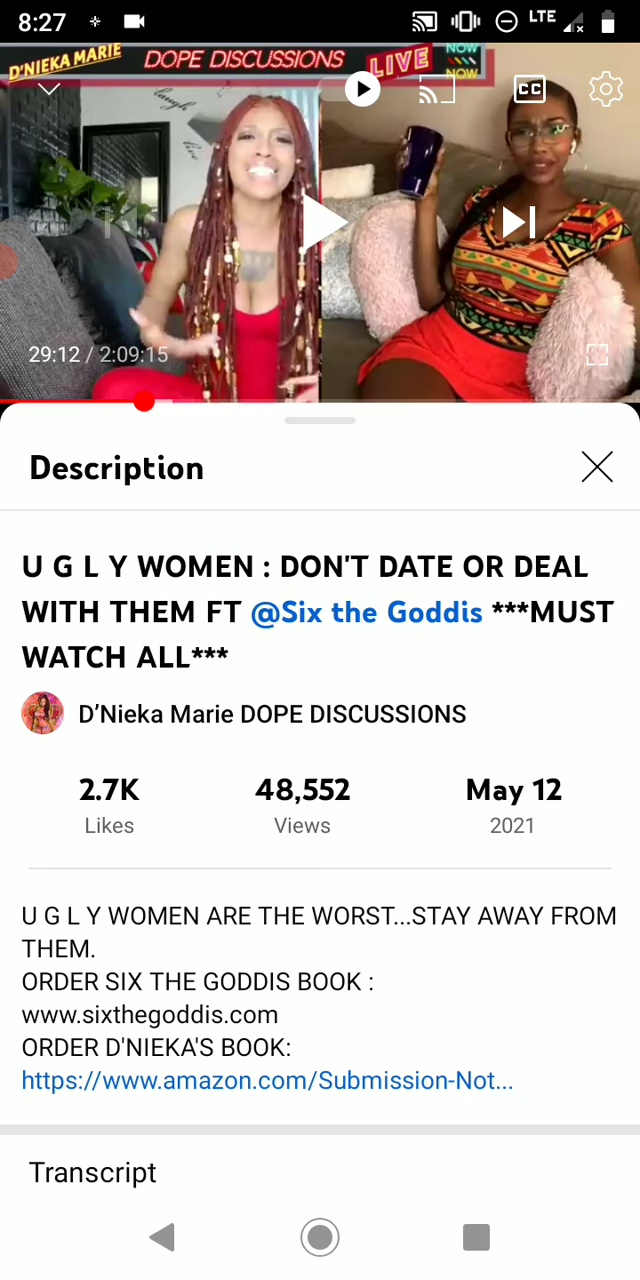 8:27
LTE
D'NIEKA MARIE
DOPE DISCUSSIONS
LIVE
NOW
NOW
CC
laugh
29:12 / 2:09:15
Description
U G L Y WOMEN : DON'T DATE OR DEAL
WITH THEM FT @Six the Goddis ***MUST
WATCH ALL***
D’Nieka Marie DOPE DISCUSSIONS
2.7K
48,552
May 12
Likes
Views
2021
U G L Y WOMEN ARE THE WORST...STAY AWAY FROM
THEM.
ORDER SIX THE GODDIS BOOK :
www.sixthegoddis.com
ORDER D'NIEKA'S BOOK:
https://www.amazon.com/Submission-Not...
Transcript